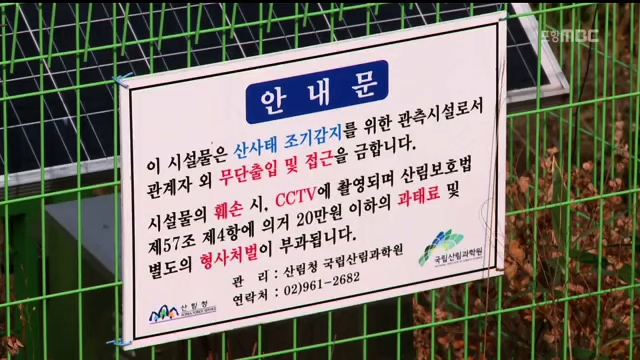 포항MBC
안 내 문
이 시설물은 산사태 조기감지를 위한 관측시설로서
관계자 외 무단출입 및 접근을 금합니다.
시설물의 훼손 시, CCTV에 촬영되며 산림보호법
제57조 제4항에 의거 20만원 이하의 과태료 및
별도의 형사처벌이 부과됩니다.
관 리 : 산림청 국립산림과학원
연락처 : 02)961-2682
산림청
국립산림과학원